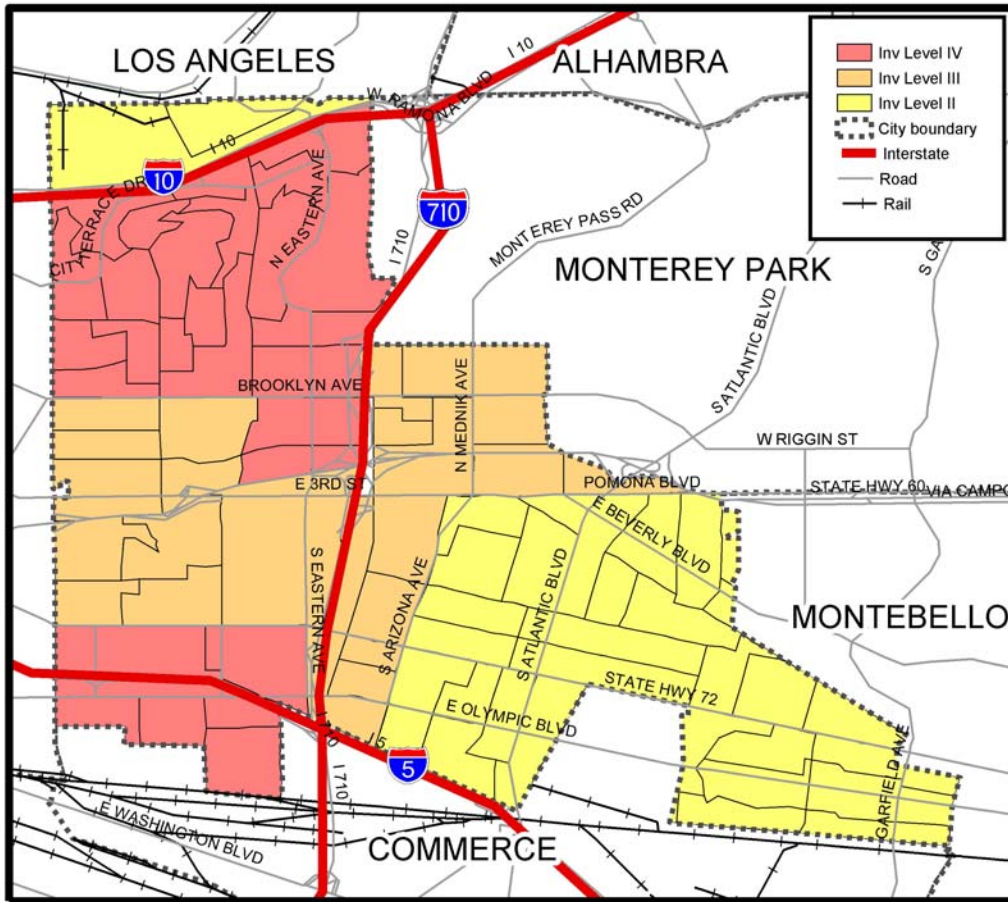 LOS ANGELES
ALHAMBRA
Inv Level IV
Inv Level III
Inv Level II
City boundary
Interstate
Road
Rail
I 10
W RAMONA BLVD
I 10
10
CITY TERRACE DR
N EASTERN AVE
710
I 710
MONTEREY PASS RD
MONTEREY PARK
S GA
S ATLANTIC BLVD
BROOKLYN AVE
N MEDNIK AVE
W RIGGIN ST
E 3RD ST
POMONA BLVD
STATE HWY 60
VIA CAMPO
E BEVERLY BLVD
S EASTERN AVE
S ARIZONA AVE
S ATLANTIC BLVD
MONTEBELLO
STATE HWY 72
E OLYMPIC BLVD
I 5
5
I 710
GARFIELD AVE
E WASHINGTON BLVD
COMMERCE